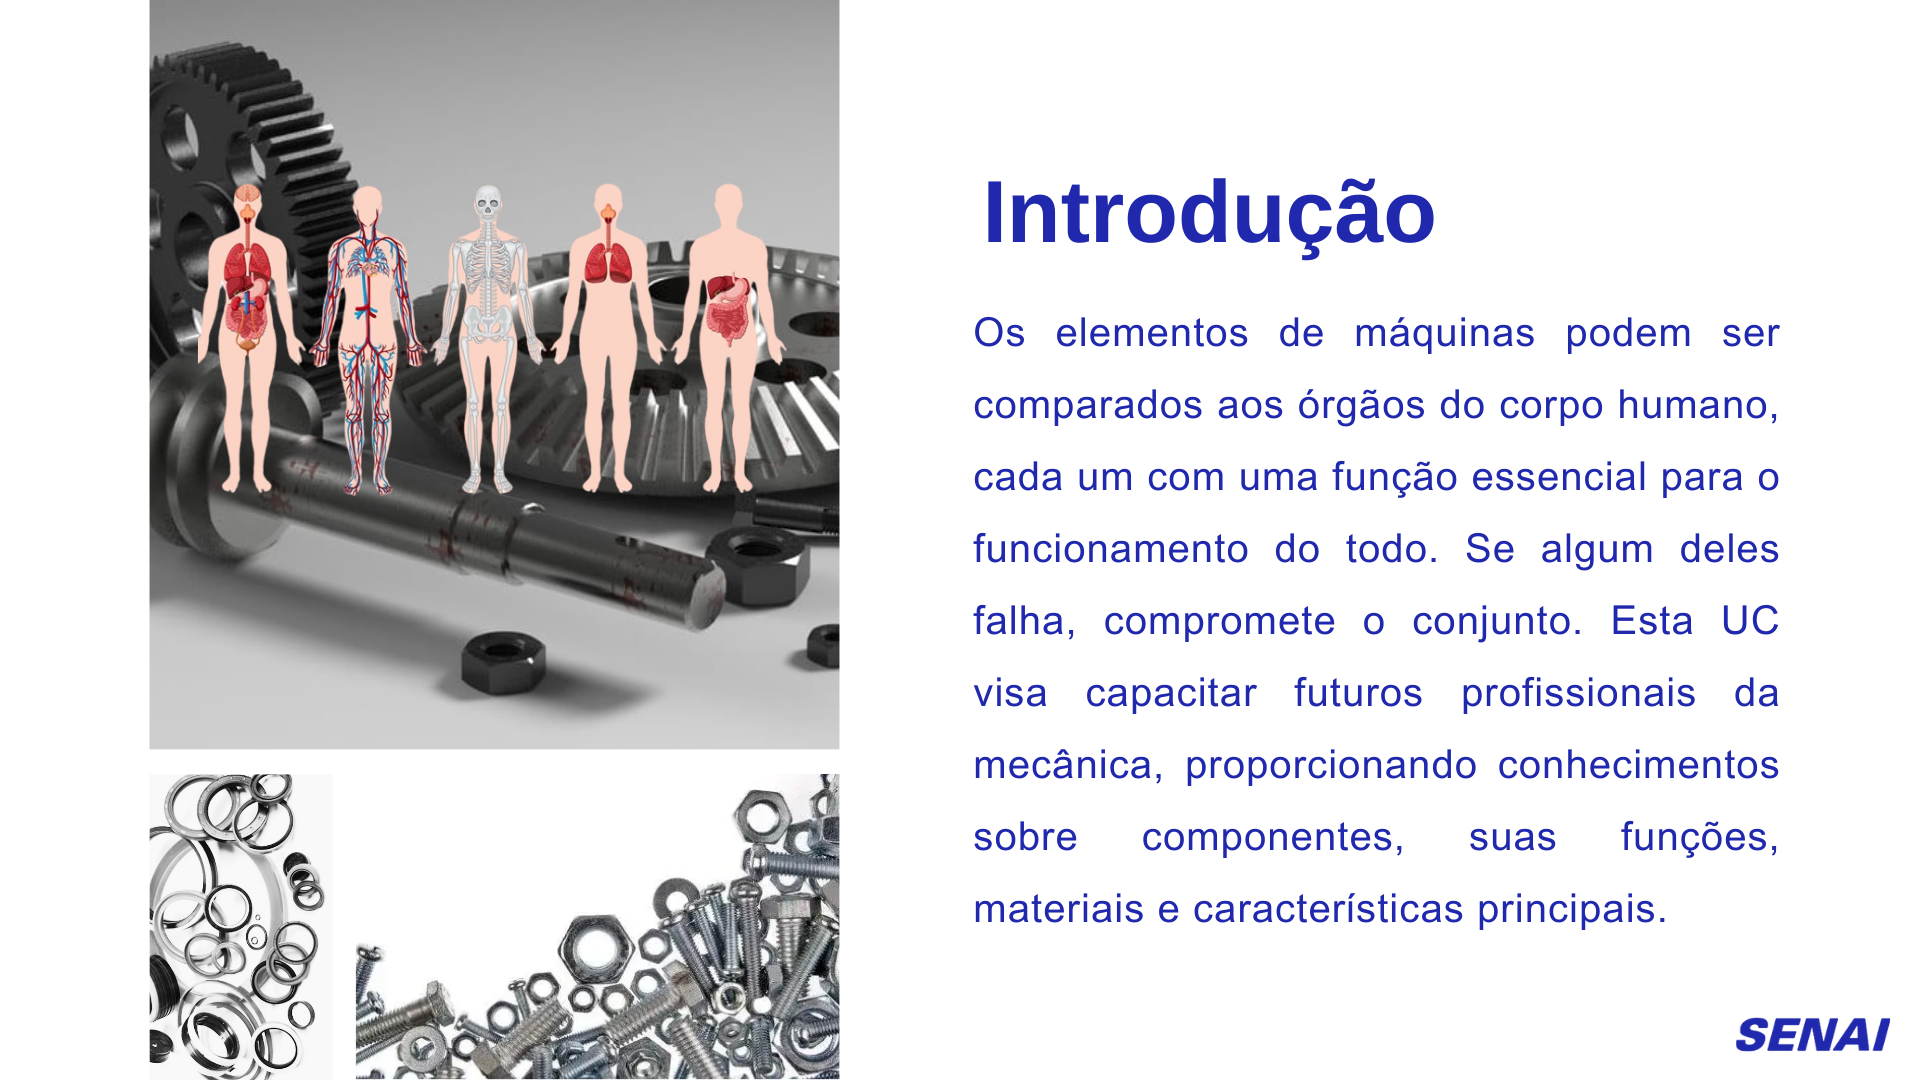 Introdução
Os elementos de máquinas podem ser
comparados aos órgãos do corpo humano,
cada um com uma função essencial para o
funcionamento do todo. Se algum deles
falha, compromete o conjunto. Esta UC
visa capacitar futuros profissionais da
mecânica, proporcionando conhecimentos
sobre componentes, suas funções,
materiais e características principais.
SENAI